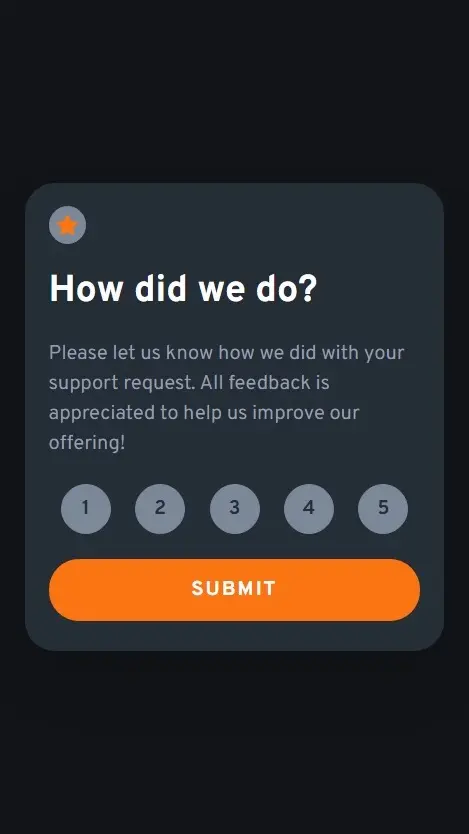 How did we do?
Please let us know how we did with your
support request. All feedback is
appreciated to help us improve our
offering!
1 2 3 4 5
SUBMIT